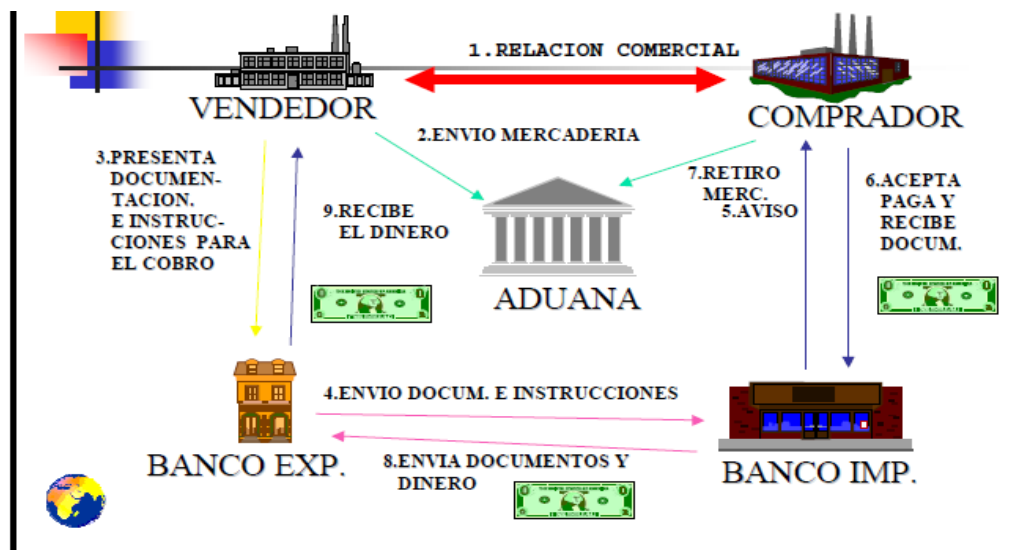 1.RELACION COMERCIAL
VENDEDOR
COMPRADOR
2.ENVIO MERCADERIA
3.PRESENTA
DOCUMEN-
TACION.
E INSTRUC-
CIONES PARA
EL COBRO
9.RECIBE
EL DINERO
7.RETIRO
MERC.
5.AVISO
6.ACEPTA
PAGA Y
RECIBE
DOCUM.
ADUANA
4.ENVIO DOCUM. E INSTRUCCIONES
BANCO EXP.
8.ENVIA DOCUMENTOS Y
DINERO
BANCO IMP.